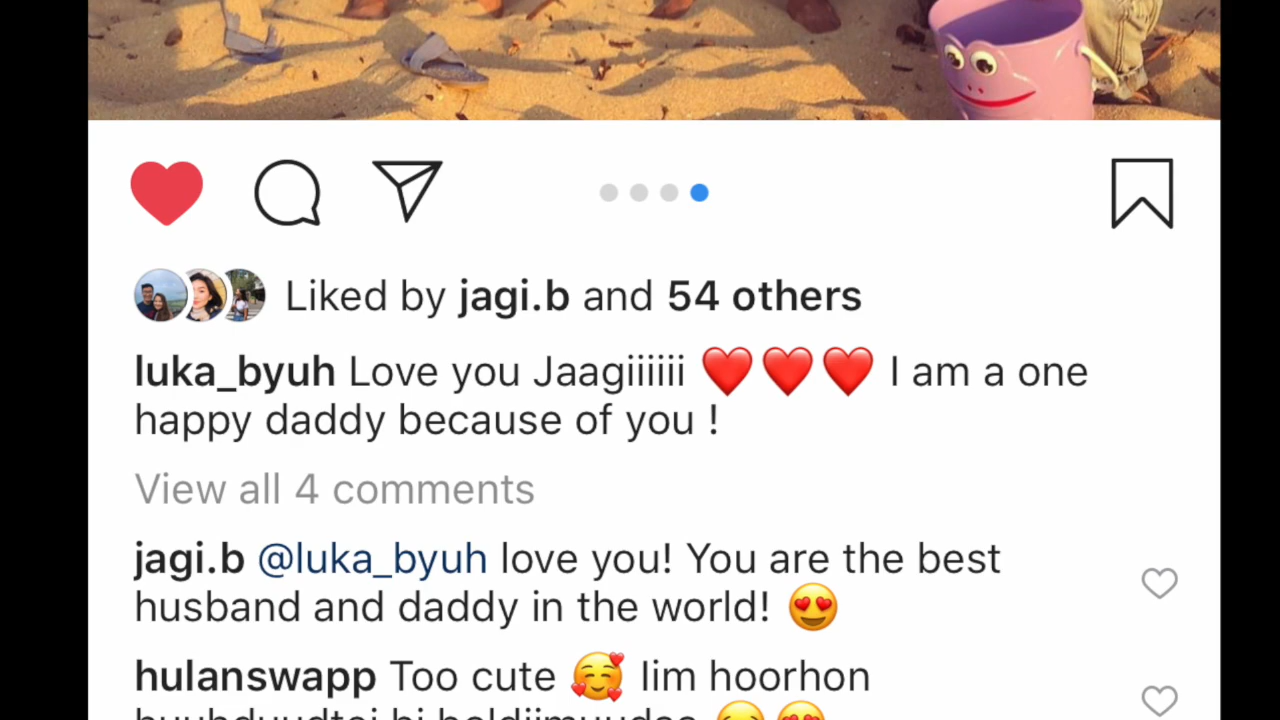 Liked by jagi.b and 54 others
luka_byuh Love you Jaagiiiiii ❤️❤️❤️ I am a one
happy daddy because of you !
View all 4 comments
jagi.b @luka_byuh love you! You are the best
husband and daddy in the world! 😍
hulanswapp Too cute 🥰 Iim hoorhon